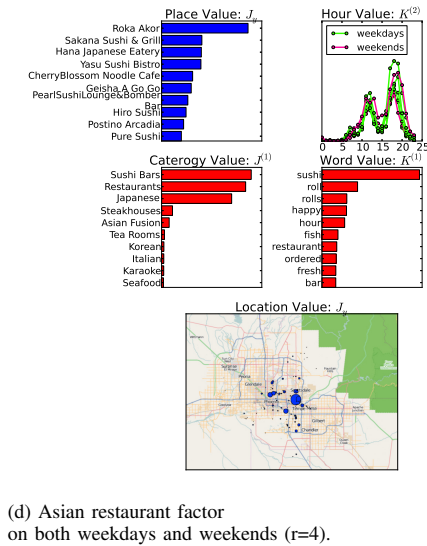 Place Value: J_y
Roka Akor
Sakana Sushi & Grill
Hana Japanese Eatery
Yasu Sushi Bistro
CherryBlossom Noodle Cafe
Geisha A Go Go
PearlSushiLounge&Bomber
Bar
Hiro Sushi
Postino Arcadia
Pure Sushi
Hour Value: K^(2)
weekdays
weekends
0 5 10 15 20 25
Caterogy Value: J^(1)
Sushi Bars
Restaurants
Japanese
Steakhouses
Asian Fusion
Tea Rooms
Korean
Italian
Karaoke
Seafood
Word Value: K^(1)
sushi
roll
rolls
happy
hour
fish
restaurant
ordered
fresh
bar
Location Value: J_y
Peoria
Glendale
Gilbert
Chandler
(d) Asian restaurant factor
on both weekdays and weekends (r=4).